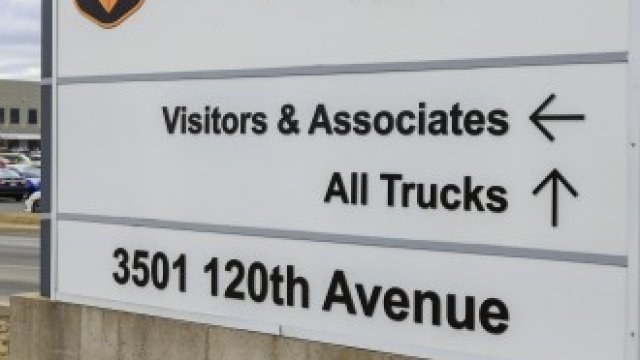 Visitors & Associates ←
All Trucks ↑
3501 120th Avenue